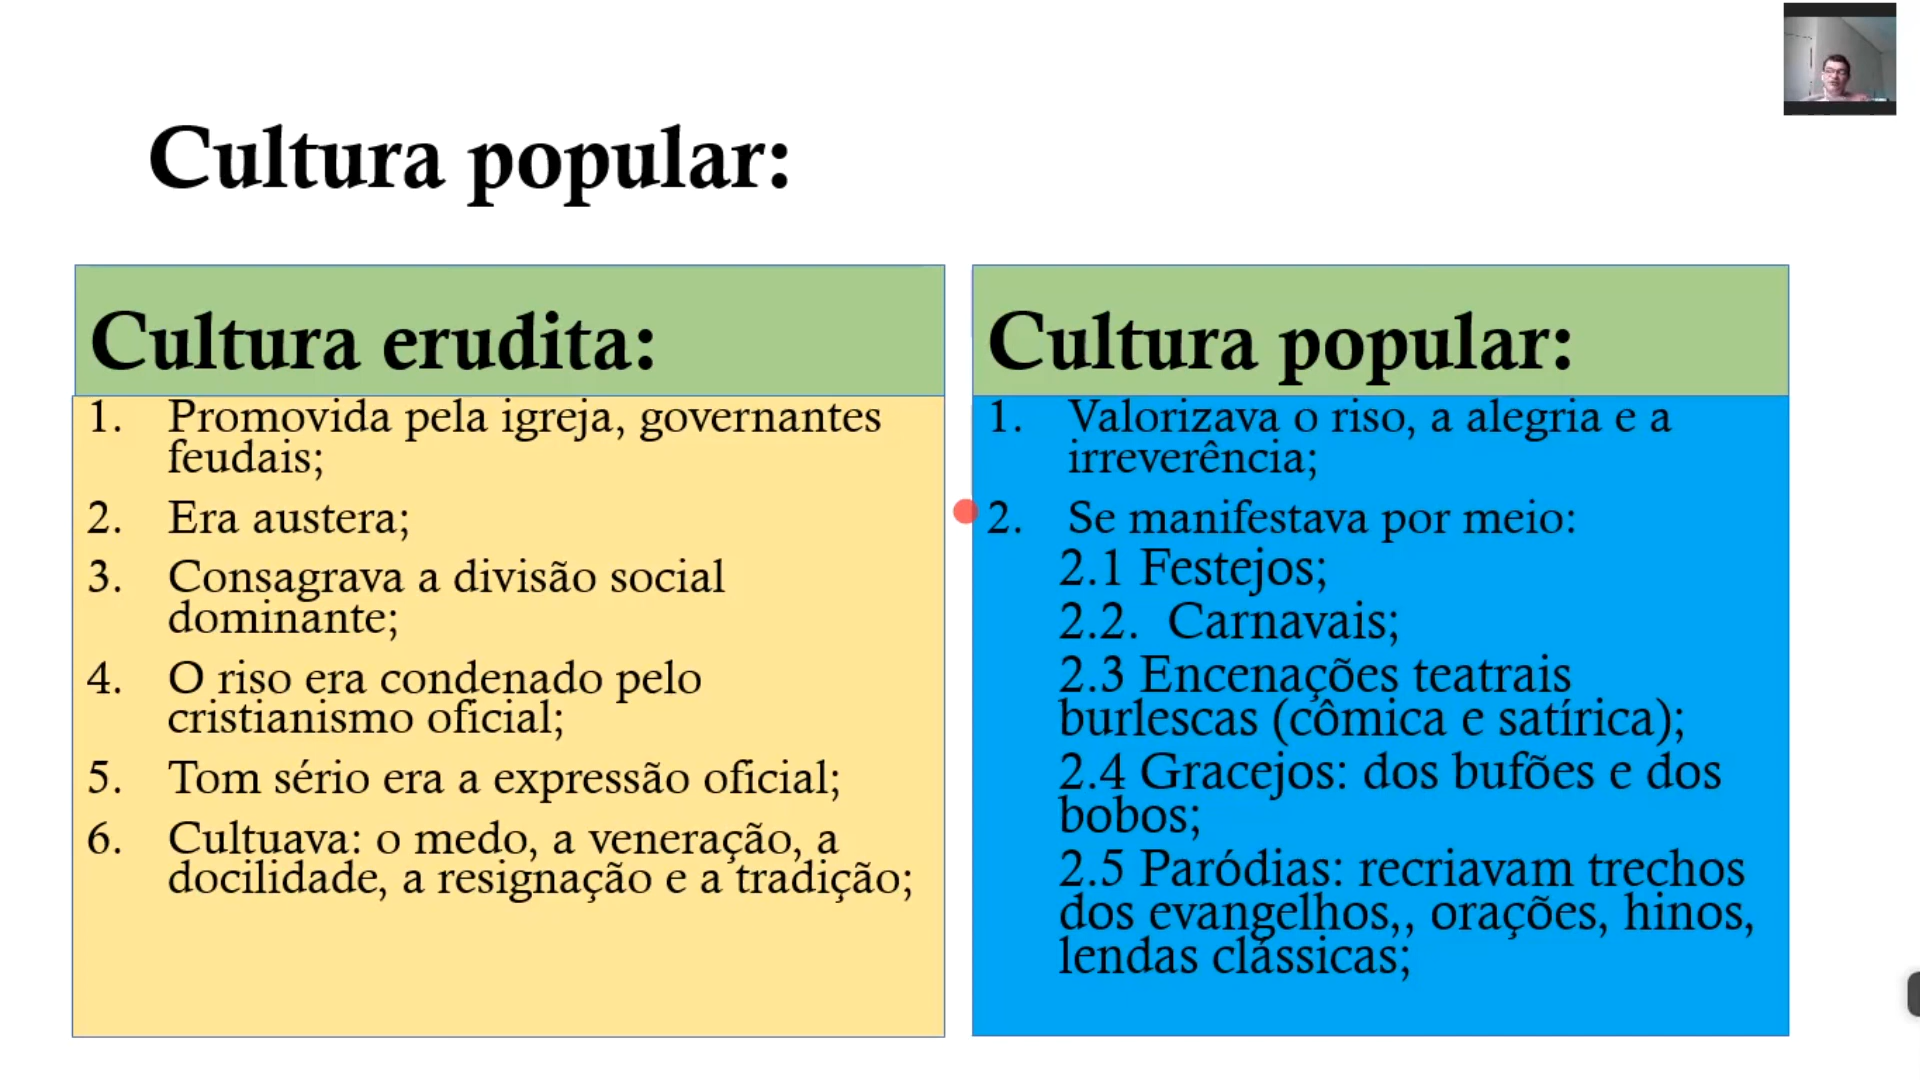 Cultura popular:
Cultura erudita:
1. Promovida pela igreja, governantes
feudais;
2. Era austera;
3. Consagrava a divisão social
dominante;
4. O riso era condenado pelo
cristianismo oficial;
5. Tom sério era a expressão oficial;
6. Cultuava: o medo, a veneração, a
docilidade, a resignação e a tradição;
Cultura popular:
1. Valorizava o riso, a alegria e a
irreverência;
2. Se manifestava por meio:
2.1 Festejos;
2.2. Carnavais;
2.3 Encenações teatrais
burlescas (cômica e satírica);
2.4 Gracejos: dos bufões e dos
bobos;
2.5 Paródias: recriavam trechos
dos evangelhos,, orações, hinos,
lendas clássicas;